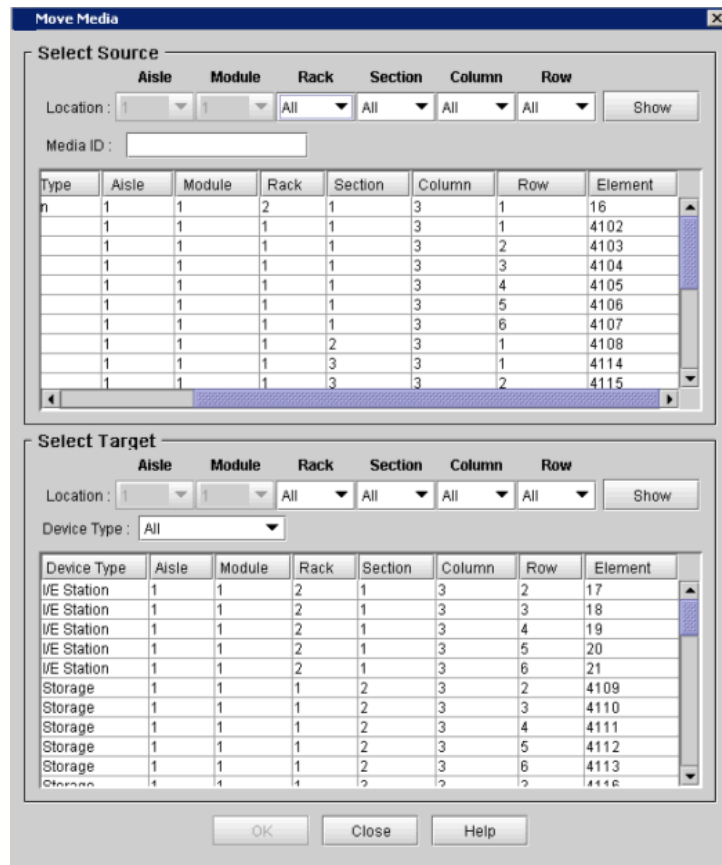 Move Media
Select Source
Aisle Module Rack Section Column Row
Location : 1 1 All All All All Show
Media ID :
Type Aisle Module Rack Section Column Row Element
n 1 1 2 1 3 1 16
1 1 1 1 3 1 4102
1 1 1 1 3 2 4103
1 1 1 1 3 3 4104
1 1 1 1 3 4 4105
1 1 1 1 3 5 4106
1 1 1 1 3 6 4107
1 1 1 2 3 1 4108
1 1 1 3 3 1 4114
1 1 1 3 3 2 4115
Select Target
Aisle Module Rack Section Column Row
Location : 1 1 All All All All Show
Device Type : All
Device Type Aisle Module Rack Section Column Row Element
I/E Station 1 1 2 1 3 2 17
I/E Station 1 1 2 1 3 3 18
I/E Station 1 1 2 1 3 4 19
I/E Station 1 1 2 1 3 5 20
I/E Station 1 1 2 1 3 6 21
Storage 1 1 1 2 3 2 4109
Storage 1 1 1 2 3 3 4110
Storage 1 1 1 2 3 4 4111
Storage 1 1 1 2 3 5 4112
Storage 1 1 1 2 3 6 4113
Storage 1 1 1
OK Close Help